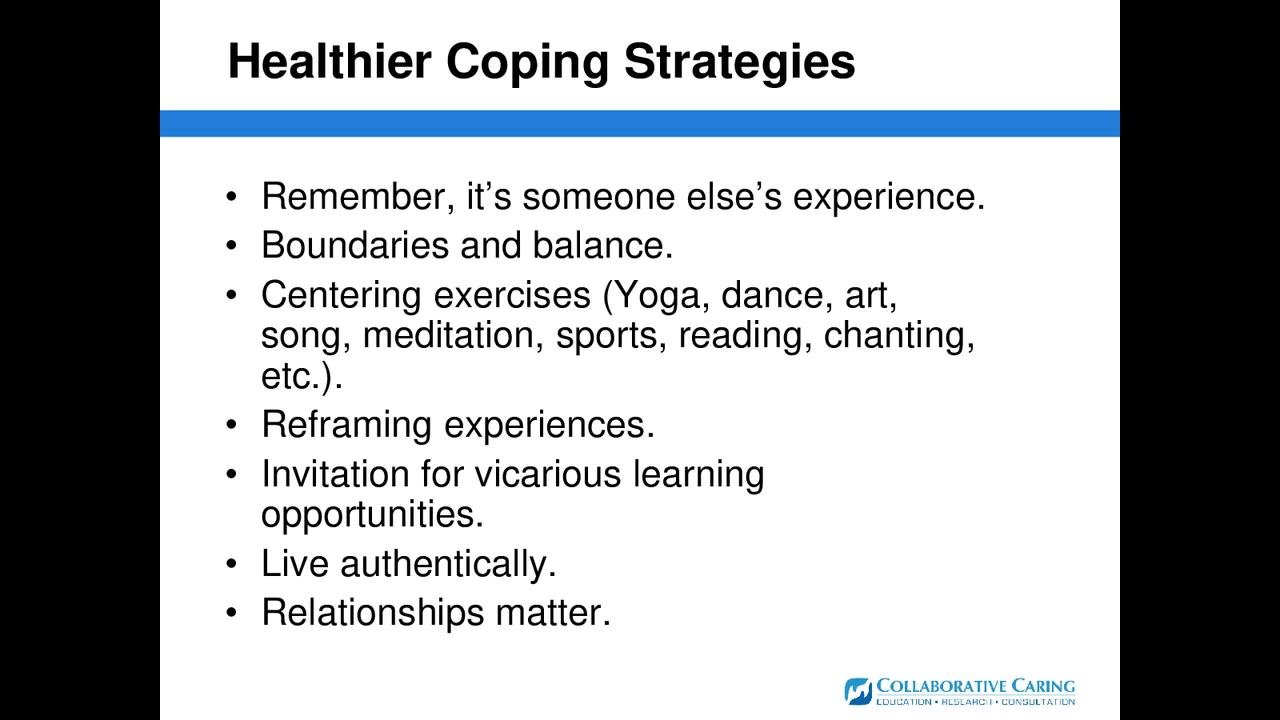 Healthier Coping Strategies
• Remember, it’s someone else’s experience.
• Boundaries and balance.
• Centering exercises (Yoga, dance, art,
song, meditation, sports, reading, chanting,
etc.).
• Reframing experiences.
• Invitation for vicarious learning
opportunities.
• Live authentically.
• Relationships matter.
COLLABORATIVE CARING
EDUCATION • RESEARCH • CONSULTATION